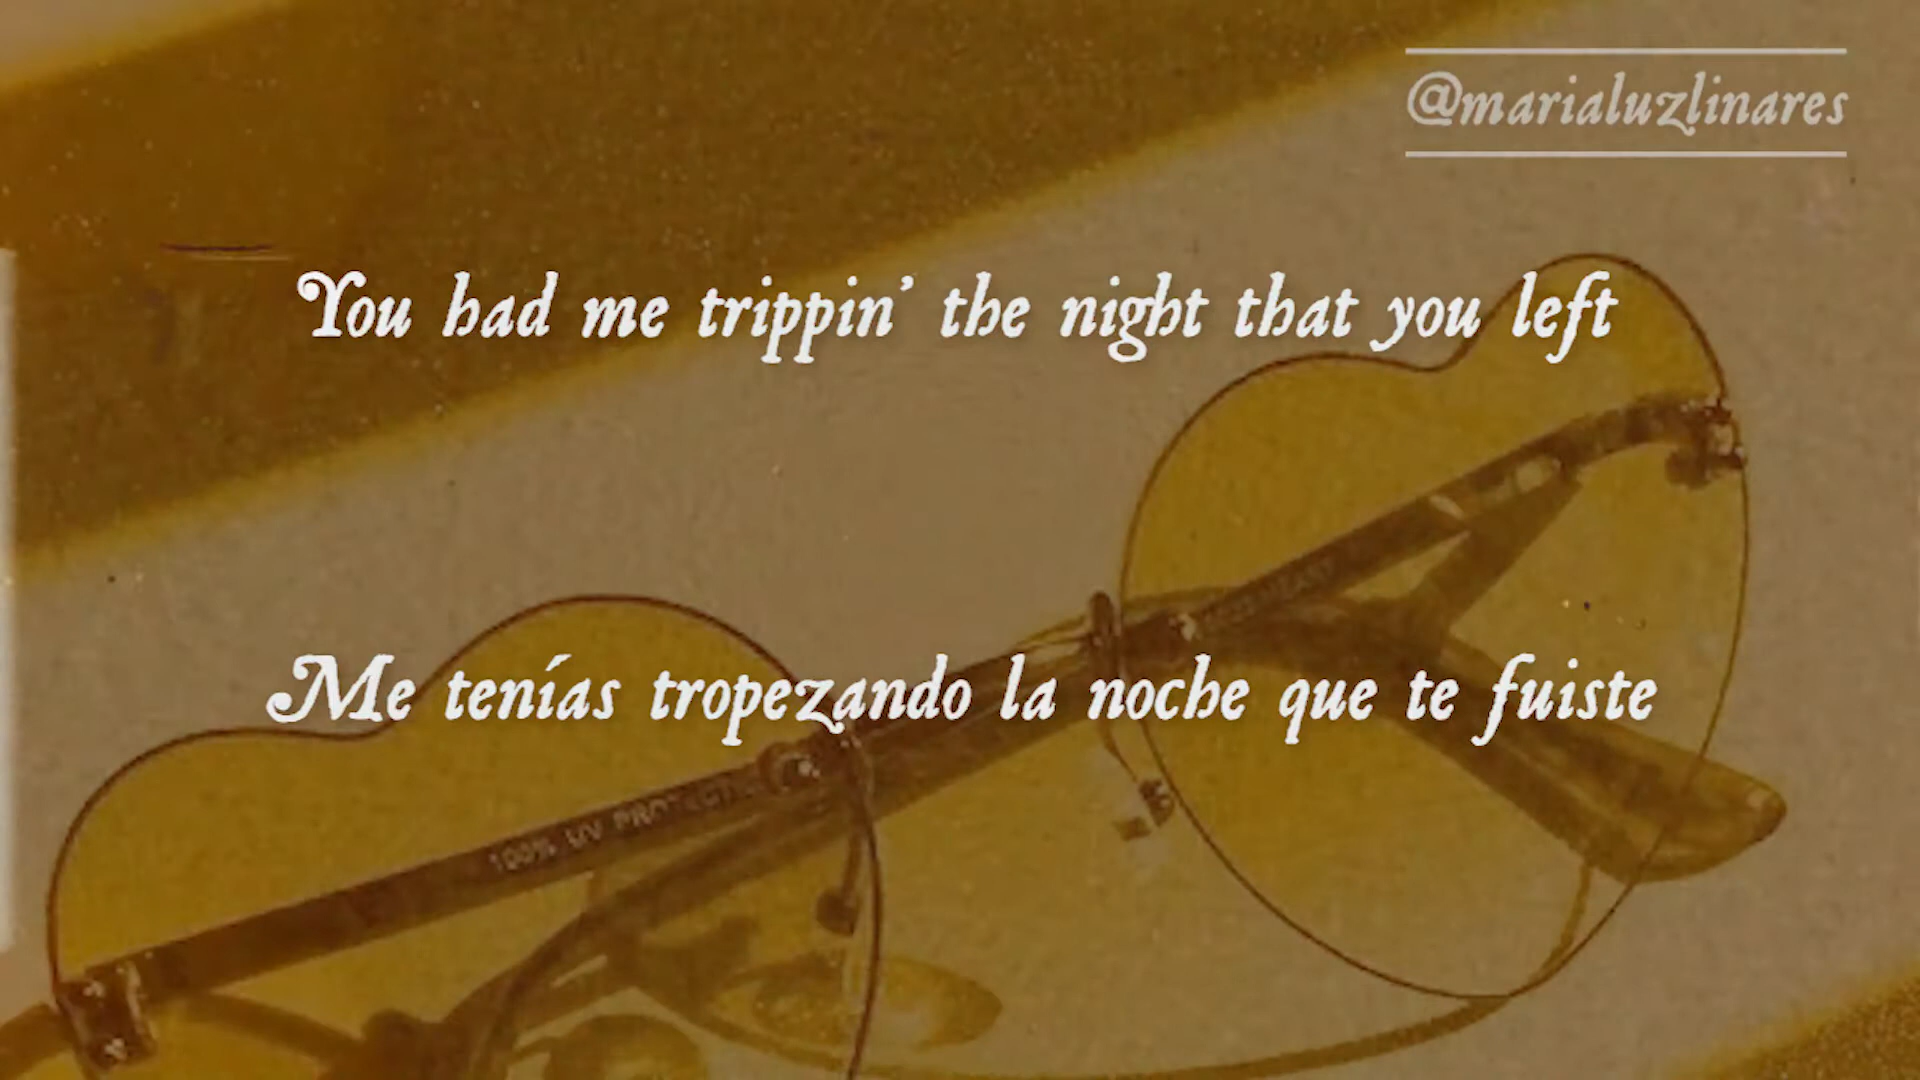 @marialuzlinares
You had me trippin' the night that you left
Me tenías tropezando la noche que te fuiste
100% UV PROTECTION